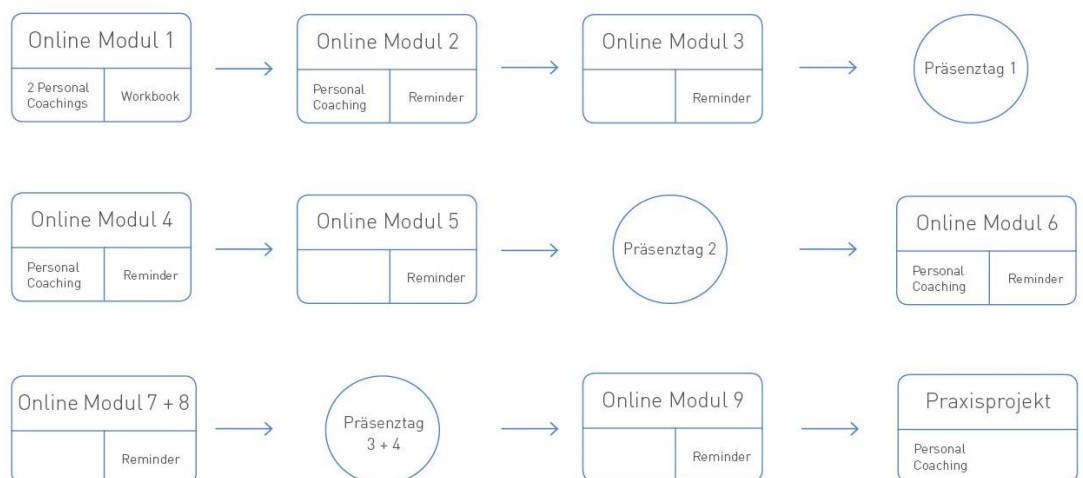 Online Modul 1
2 Personal
Coachings
Workbook
Online Modul 2
Personal
Coaching
Reminder
Online Modul 3
Reminder
Präsenztag 1
Online Modul 4
Personal
Coaching
Reminder
Online Modul 5
Reminder
Präsenztag 2
Online Modul 6
Personal
Coaching
Reminder
Online Modul 7 + 8
Reminder
Präsenztag
3 + 4
Online Modul 9
Reminder
Praxisprojekt
Personal
Coaching